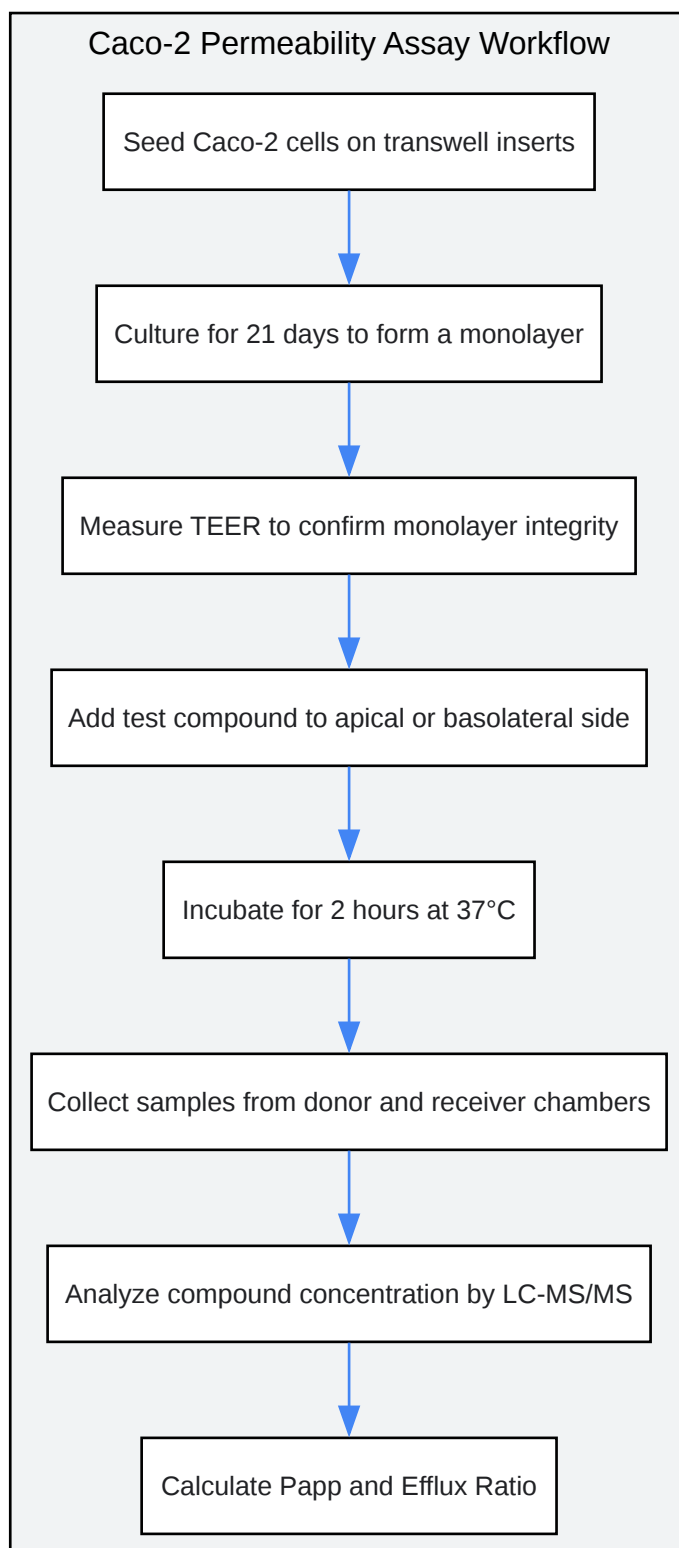 Caco-2 Permeability Assay Workflow
Seed Caco-2 cells on transwell inserts
Culture for 21 days to form a monolayer
Measure TEER to confirm monolayer integrity
Add test compound to apical or basolateral side
Incubate for 2 hours at 37°C
Collect samples from donor and receiver chambers
Analyze compound concentration by LC-MS/MS
Calculate Papp and Efflux Ratio